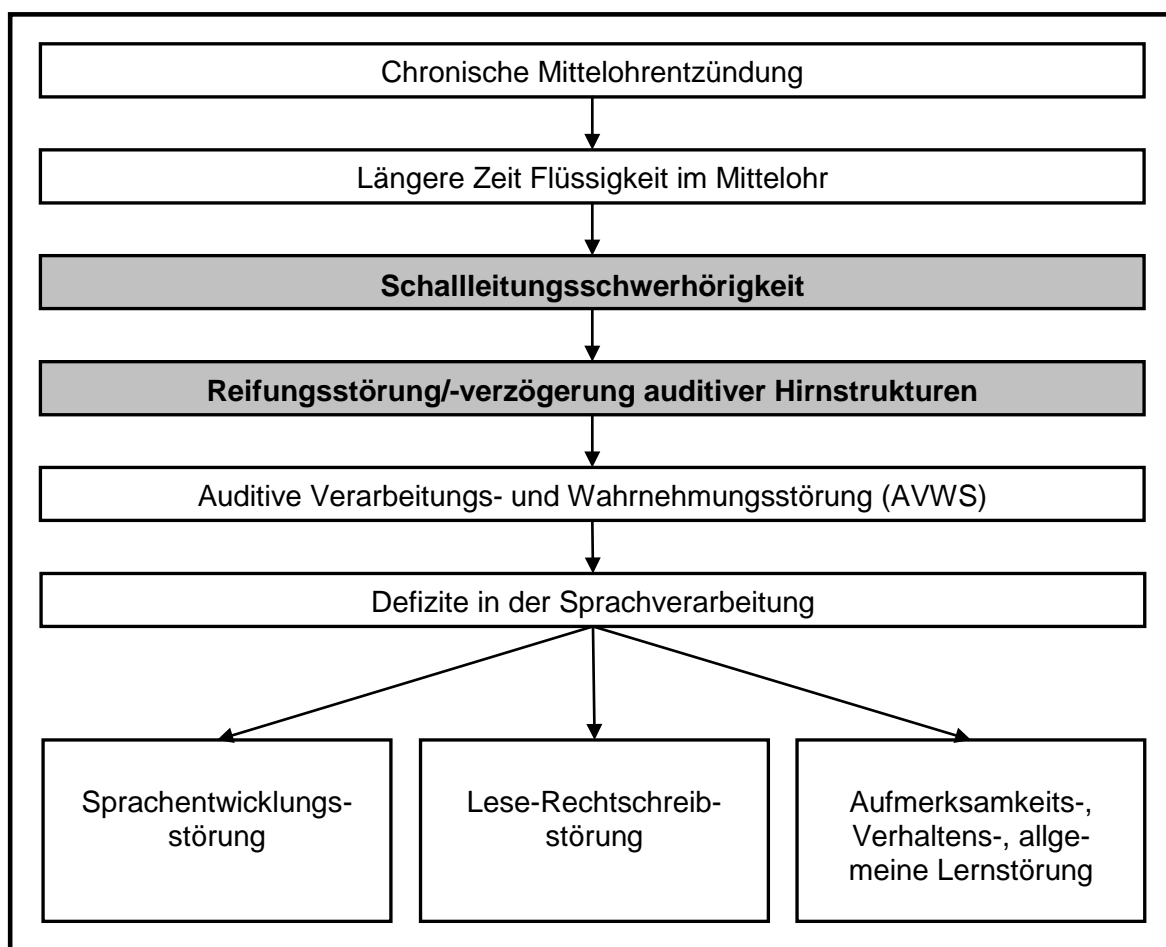 Chronische Mittelohrentzündung
Längere Zeit Flüssigkeit im Mittelohr
Schallleitungsschwerhörigkeit
Reifungsstörung/-verzögerung auditiver Hirnstrukturen
Auditive Verarbeitungs- und Wahrnehmungsstörung (AVWS)
Defizite in der Sprachverarbeitung
Sprachentwicklungs-
störung
Lese-Rechtschreib-
störung
Aufmerksamkeits-,
Verhaltens-, allge-
meine Lernstörung